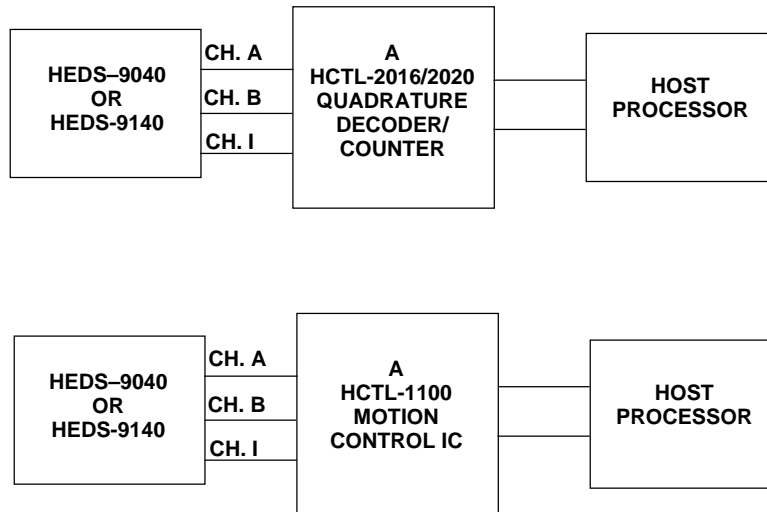 HEDS–9040
OR
HEDS-9140
CH. A
CH. B
CH. I
A
HCTL-2016/2020
QUADRATURE
DECODER/
COUNTER
HOST
PROCESSOR
HEDS–9040
OR
HEDS-9140
CH. A
CH. B
CH. I
A
HCTL-1100
MOTION
CONTROL IC
HOST
PROCESSOR